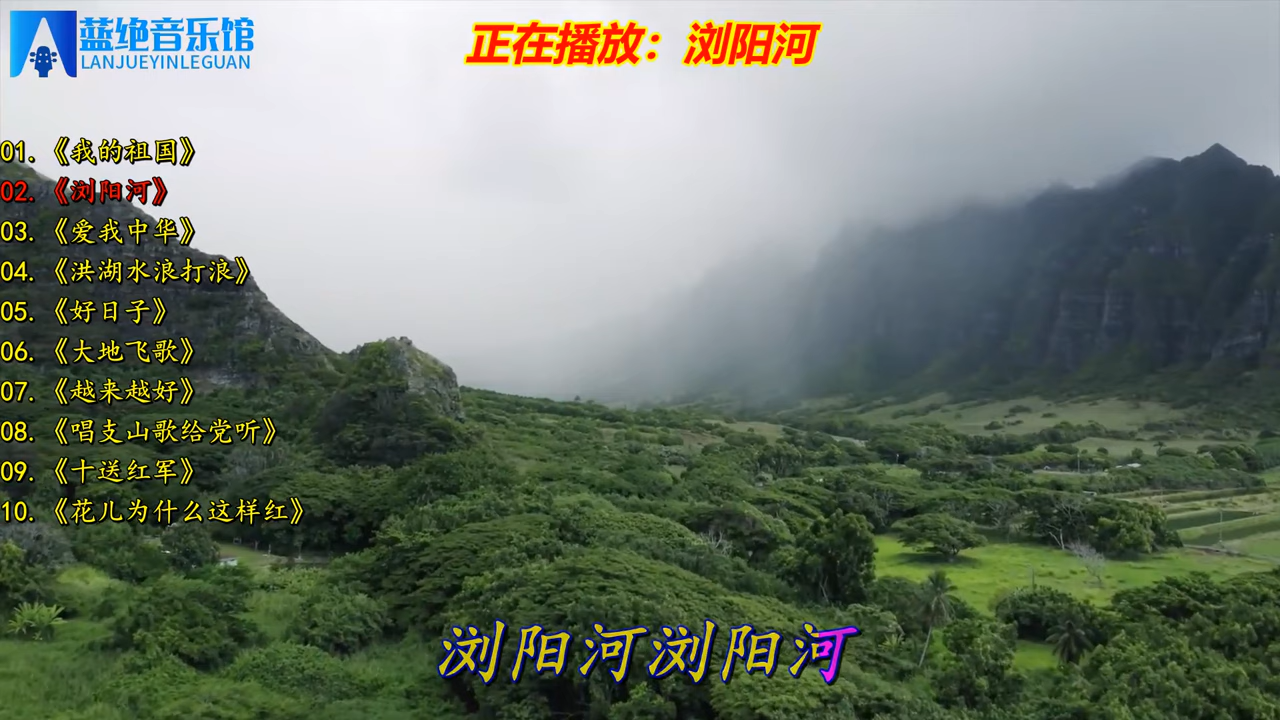 蓝绝音乐馆
LANJUEYINLEGUAN
正在播放：浏阳河
01.《我的祖国》
02.《浏阳河》
03.《爱我中华》
04.《洪湖水浪打浪》
05.《好日子》
06.《大地飞歌》
07.《越来越好》
08.《唱支山歌给党听》
09.《十送红军》
10.《花儿为什么这样红》
浏阳河浏阳河